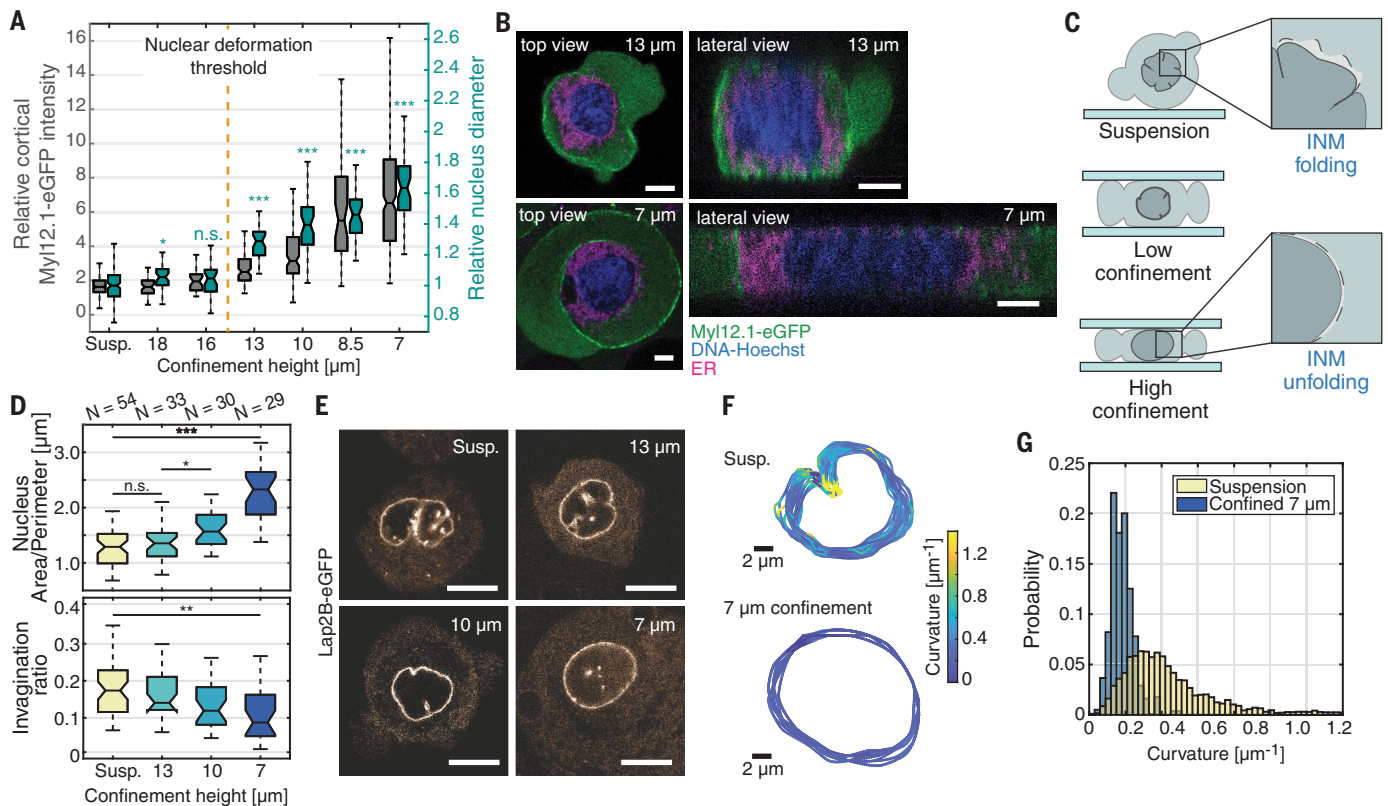 A
Relative cortical
Myl12.1-eGFP intensity
16
14
12
10
8
6
4
2
0
Nuclear deformation
threshold
*
n.s.
***
***
***
***
2.6
2.4
2.2
2
1.8
1.6
1.4
1.2
1
0.8
Relative nucleus diameter
Susp.
18
16
13
10
8.5
7
Confinement height [µm]
B
top view
13 µm
lateral view
13 µm
top view
7 µm
lateral view
7 µm
Myl12.1-eGFP
DNA-Hoechst
ER
C
Suspension
INM
folding
Low
confinement
High
confinement
INM
unfolding
D
N = 54
N = 33
N = 30
N = 29
Nucleus
Area/Perimeter [µm]
3.0
2.0
1.0
***
*
n.s.
Invagination
ratio
0.4
0.3
0.2
0.1
0
**
Susp.
13
10
7
Confinement height [µm]
E
Lap2B-eGFP
Susp.
13 µm
10 µm
7 µm
F
Susp.
2 µm
7 µm confinement
2 µm
Curvature [µm-1]
1.2
0.8
0.4
0
G
Probability
0.25
0.2
0.15
0.1
0.05
0
Suspension
Confined 7 µm
0
0.2
0.4
0.6
0.8
1.0
1.2
Curvature [µm-1]